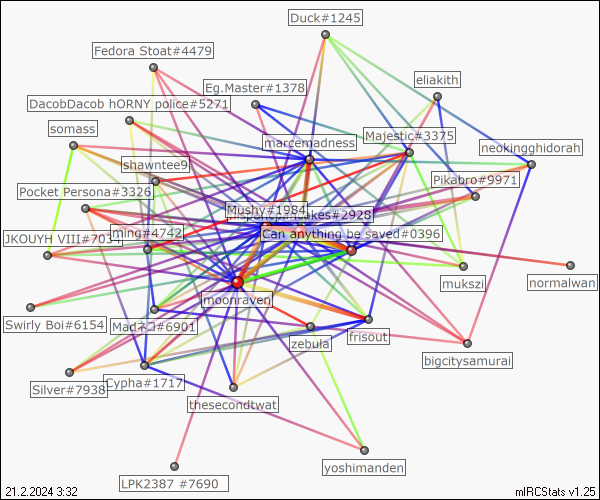 Duck#1245
Fedora Stoat#4479
eliakith
Eg.Master#1378
DacobDacob hORNY police#5271
somass
Majestic#3375
marcemadness
neokingghidorah
shawntee9
Pikabro#9971
Pocket Persona#3326
Mushy#1984
cakes#2928
JKOUYH VIII#7034
ming#4742
Can anything be saved#0396
mukszi
normalwan
moonraven
Swirly Boi#6154
Madネコ#6901
zebula
frisout
bigcitysamurai
Silver#7938
Cypha#1717
thesecondtwat
yoshimanden
LPK2387 #7690
21.2.2024 3:32
mIRCStats v1.25